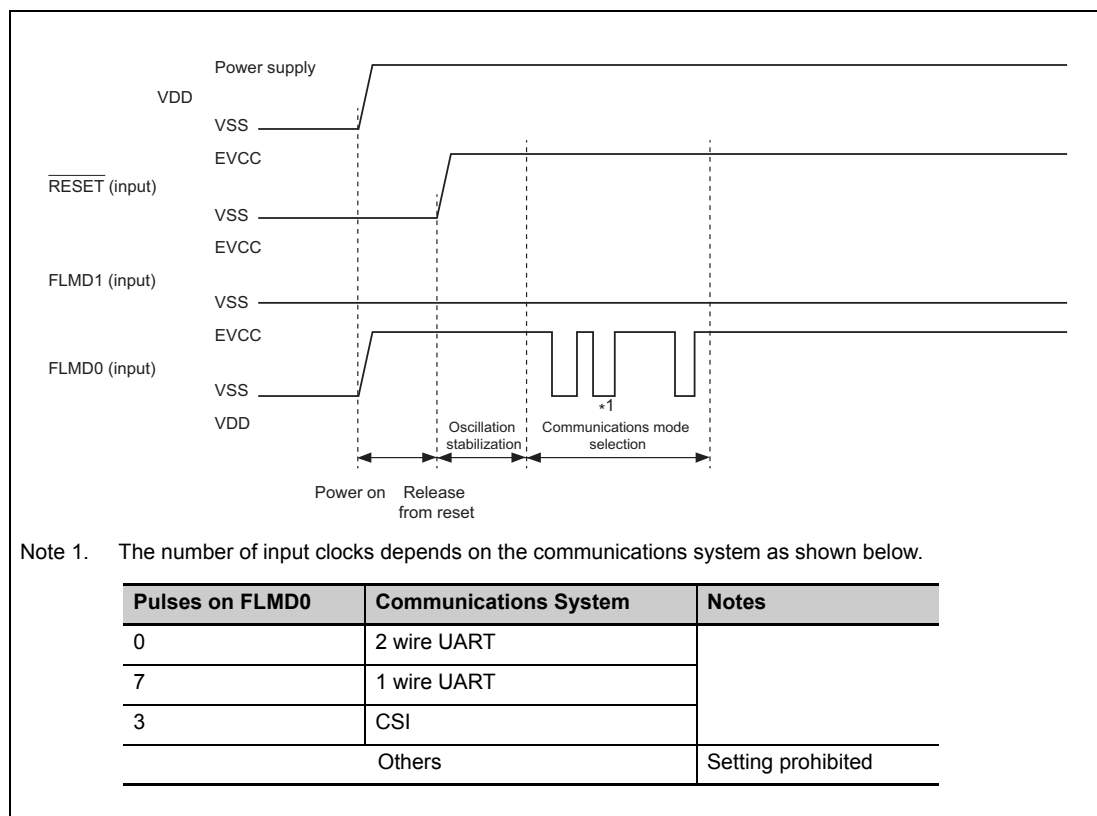 Power supply
VDD
VSS
EVCC
RESET (input)
VSS
EVCC
FLMD1 (input)
VSS
EVCC
FLMD0 (input)
VSS
*1
VDD
Oscillation
stabilization
Communications mode
selection
Power on
Release
from reset
Note 1. The number of input clocks depends on the communications system as shown below.
Pulses on FLMD0 Communications System Notes
0 2 wire UART
7 1 wire UART
3 CSI
Others Setting prohibited